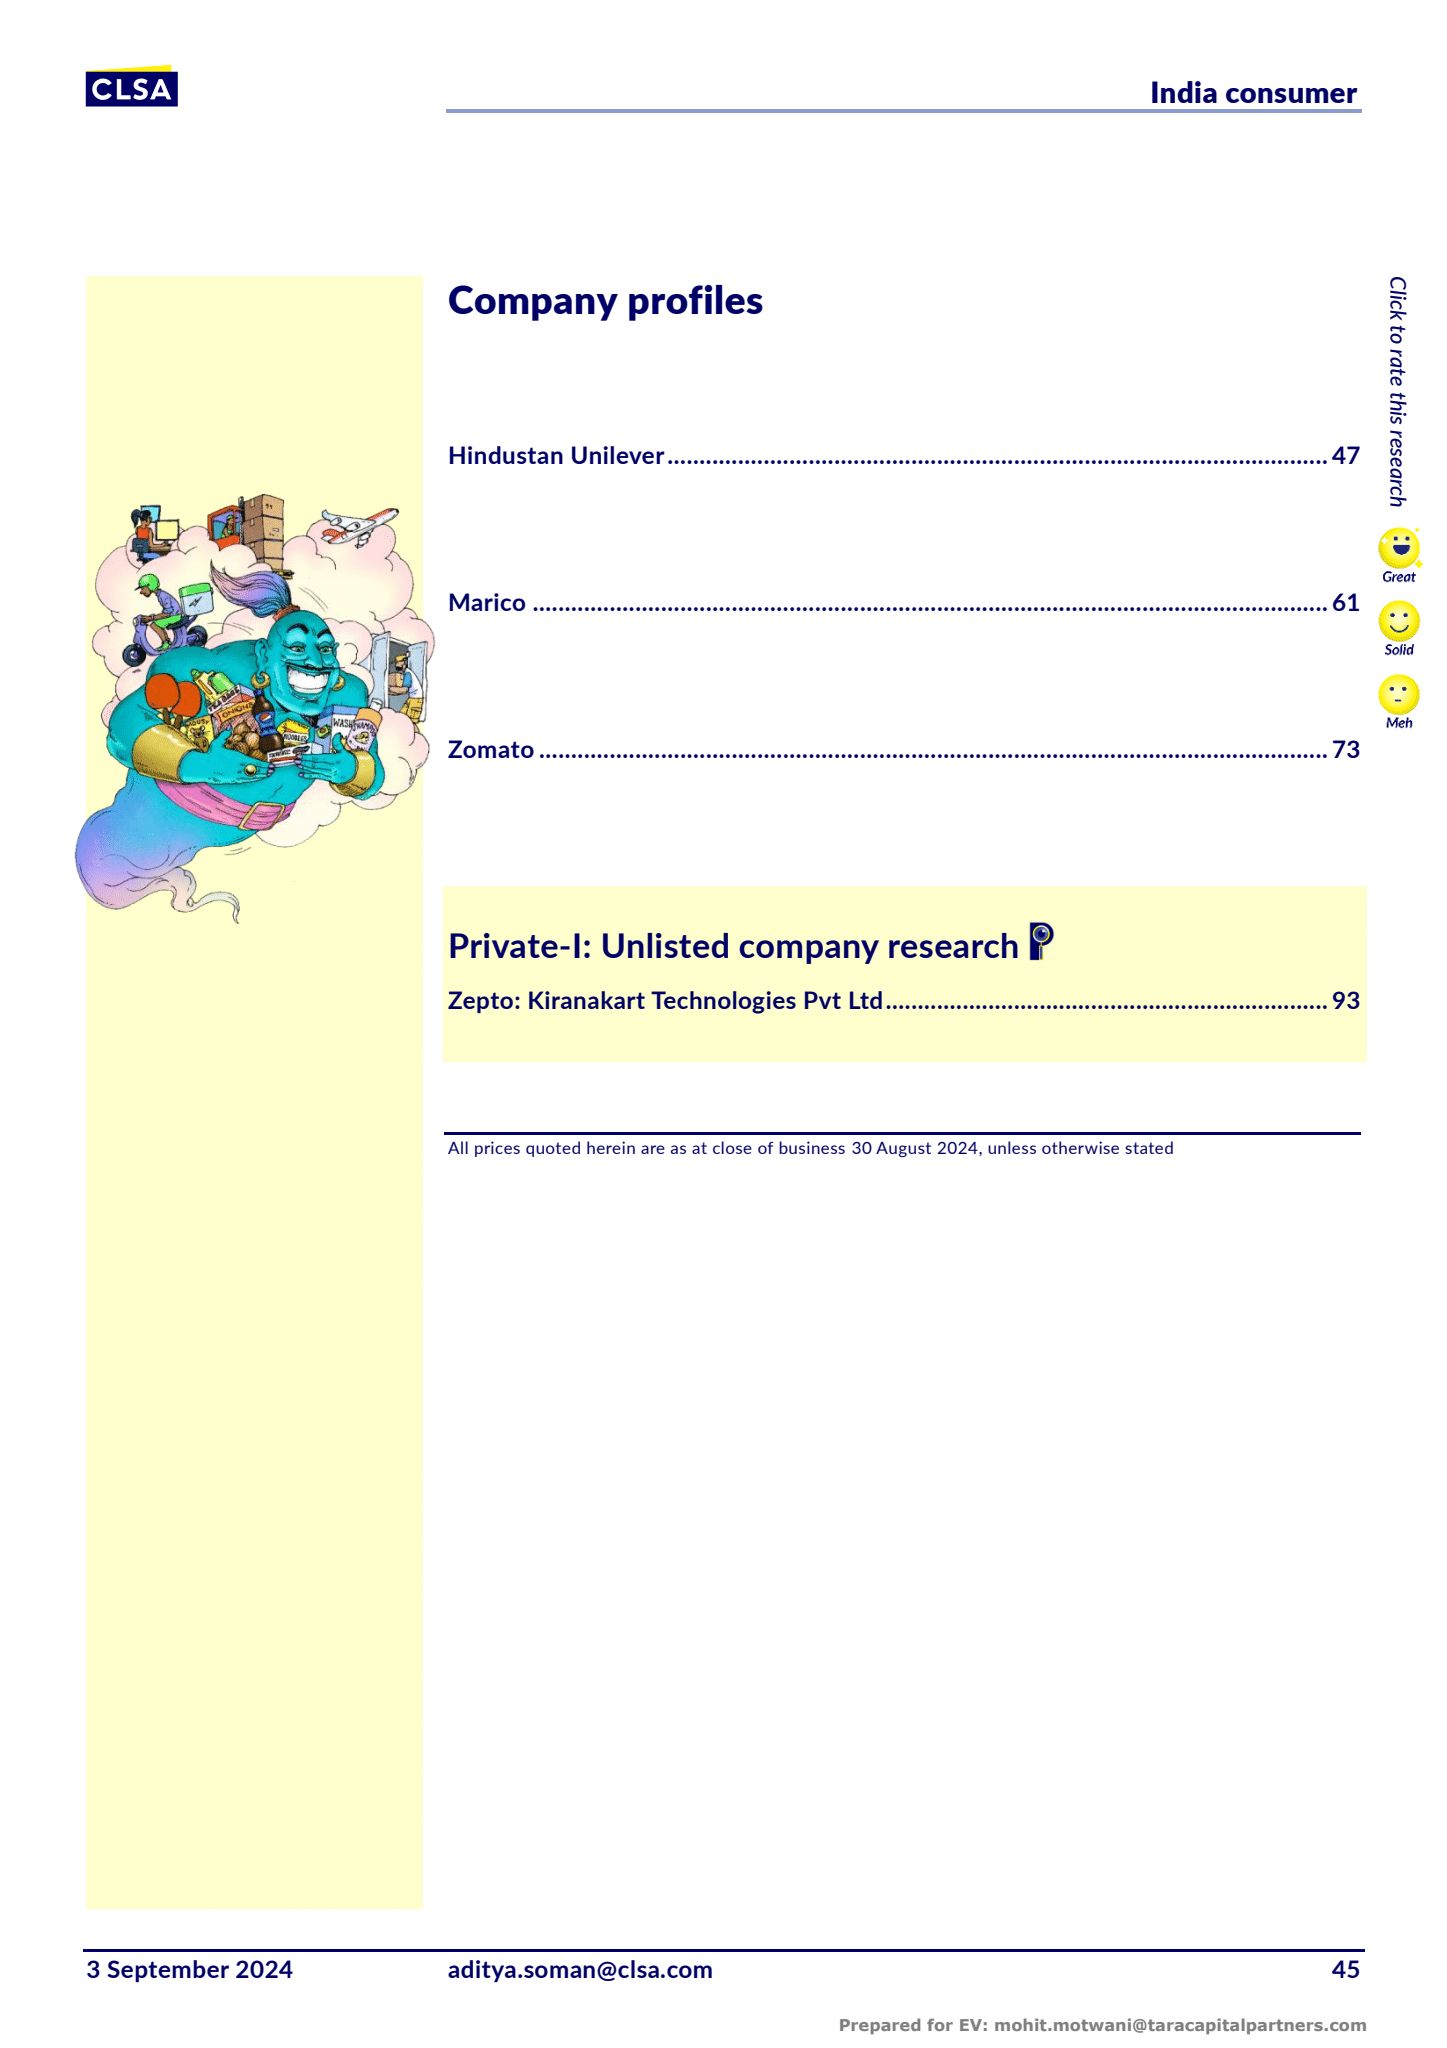 CLSA
India consumer
Company profiles
Click to rate this research
Hindustan Unilever 47
Great
Marico 61
Solid
Meh
Zomato 73
ONIONS
WASH
NOODLES
Private-I: Unlisted company research
Zepto: Kiranakart Technologies Pvt Ltd 93
All prices quoted herein are as at close of business 30 August 2024, unless otherwise stated
3 September 2024 aditya.soman@clsa.com 45
Prepared for EV: mohit.motwani@taracapitalpartners.com